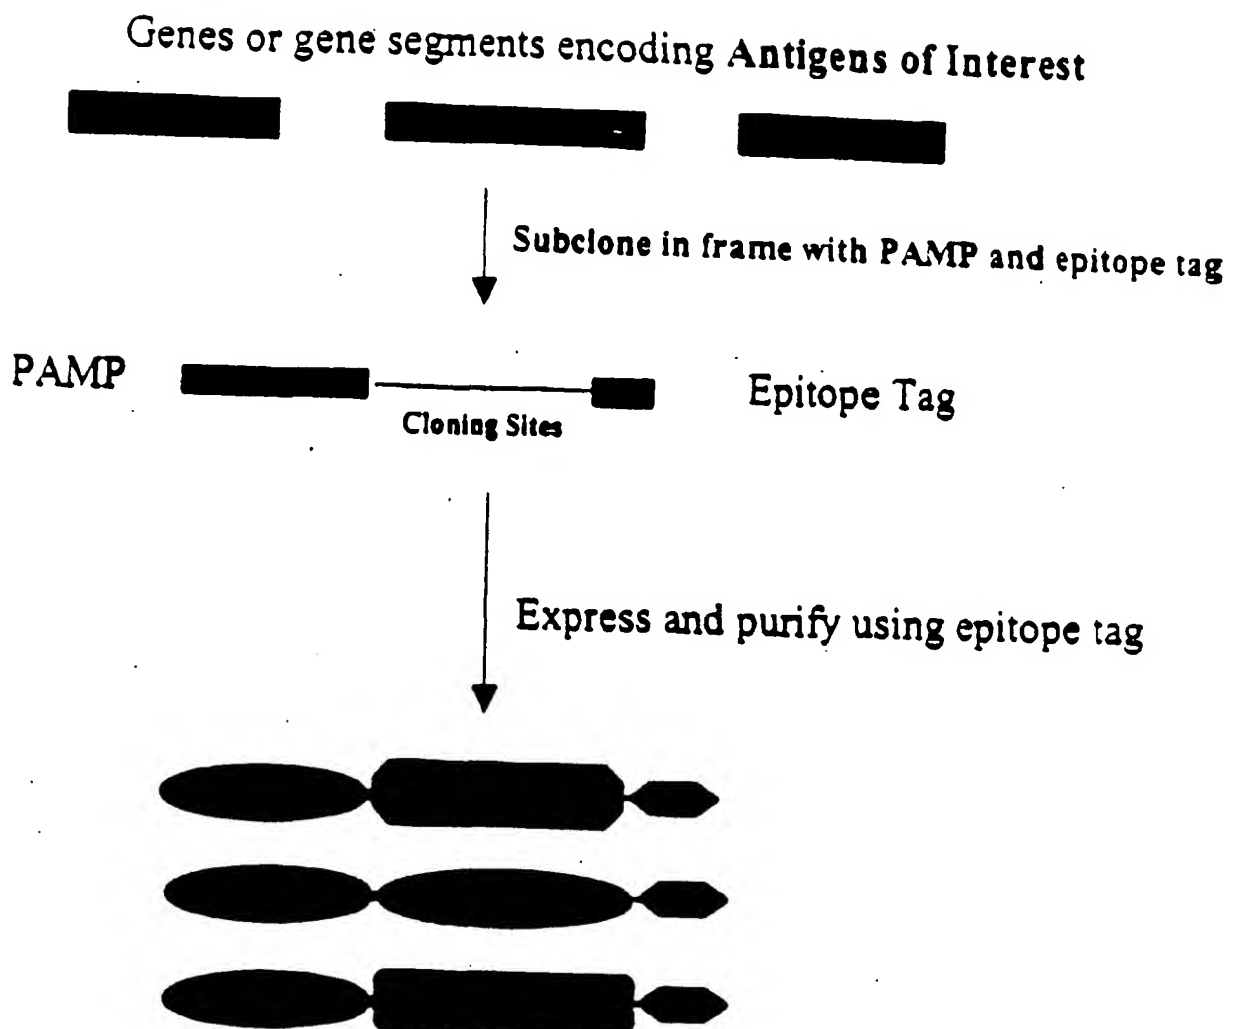 Genes or gene segments encoding Antigens of Interest
Subclone in frame with PAMP and epitope tag
PAMP
Epitope Tag
Cloning Sites
Express and purify using epitope tag